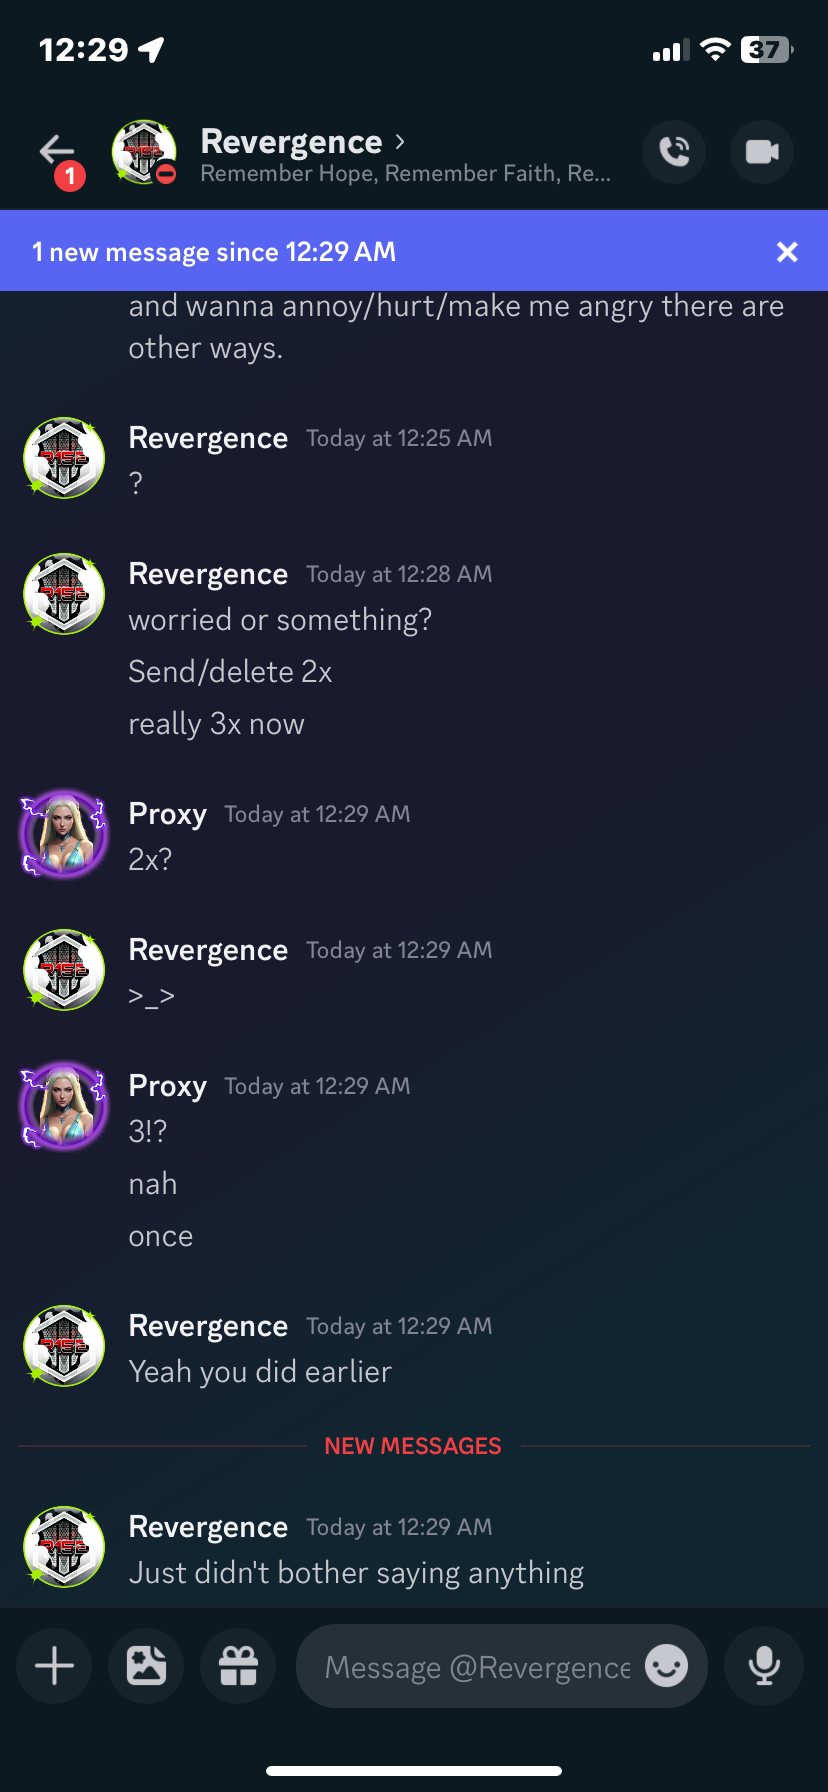 12:29
37
1
Revergence
Remember Hope, Remember Faith, Re...
1 new message since 12:29 AM
and wanna annoy/hurt/make me angry there are
other ways.
Revergence Today at 12:25 AM
?
Revergence Today at 12:28 AM
worried or something?
Send/delete 2x
really 3x now
Proxy Today at 12:29 AM
2x?
Revergence Today at 12:29 AM
>_>
Proxy Today at 12:29 AM
3!?
nah
once
Revergence Today at 12:29 AM
Yeah you did earlier
NEW MESSAGES
Revergence Today at 12:29 AM
Just didn't bother saying anything
Message @Revergence